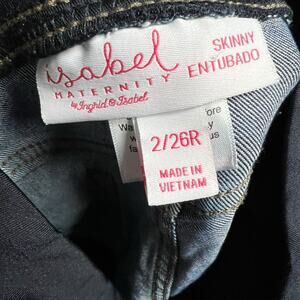 isabel
MATERNITY
by Ingrid & Isabel
SKINNY
ENTUBADO
2/26R
MADE IN
VIETNAM